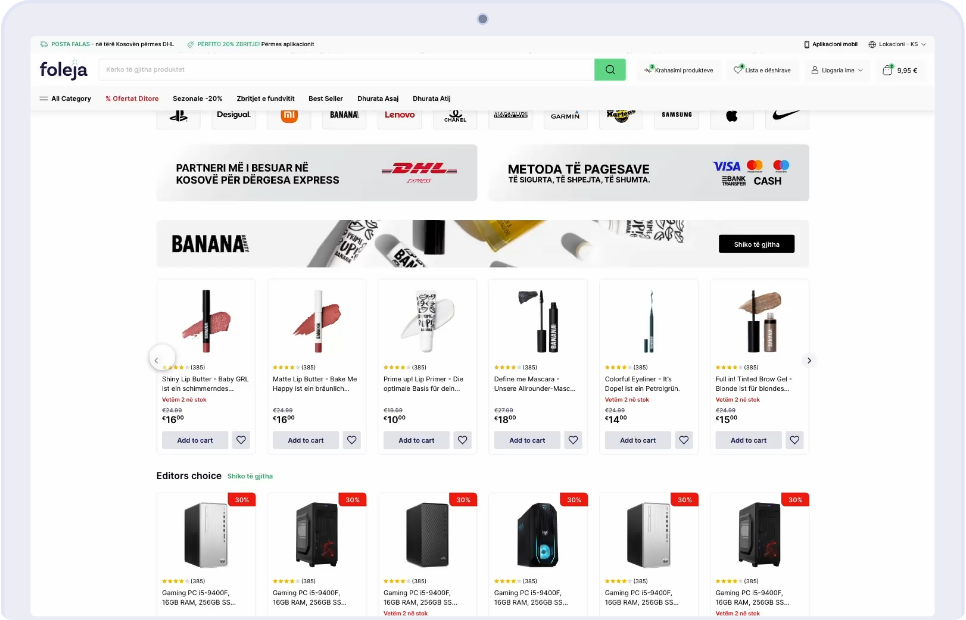 POSTA FALAS - në tërë Kosovën përmes DHL
PËRFITO 20% ZBRITJE! Përmes aplikacionit
Aplikacioni mobil
Lokacioni - KS
foleja
Kërko të gjitha produktet
Krahasimi produkteve
Lista e dëshirave
Llogaria ime
9,95 €
All Category
% Ofertat Ditore
Sezonale -20%
Zbritjet e fundvitit
Best Seller
Dhurata Asaj
Dhurata Atij
Desigual.
BANANA!
Lenovo
CHANEL
GARMIN
SAMSUNG
PARTNERI MË I BESUAR NË
KOSOVË PËR DËRGESA EXPRESS
DHL
EXPRESS
METODA TË PAGESAVE
TË SIGURTA, TË SHPEJTA, TË SHUMTA.
VISA
BANK
TRANSFER
CASH
BANANA
Shiko të gjitha
(385)
Shiny Lip Butter - Baby GRL
ist ein schimmerndes...
Vetëm 2 në stok
€24.99
€16⁰⁰
Add to cart
(385)
Matte Lip Butter - Bake Me
Happy ist ein bräunlich...
€24.99
€16⁰⁰
Add to cart
(385)
Prime up! Lip Primer - Die
optimale Basis für dein...
€10⁰⁰
Add to cart
(385)
Define me Mascara -
Unsere Allrounder-Masc...
€27.99
€18⁰⁰
Add to cart
(385)
Colorful Eyeliner - It's
Dopel ist ein Petrolgrün.
Vetëm 2 në stok
€24.99
€14⁰⁰
Add to cart
(385)
Full in! Tinted Brow Gel -
Blonde ist für blondes...
Vetëm 2 në stok
€24.99
€15⁰⁰
Add to cart
Editors choice
Shiko të gjitha
30%
(385)
Gaming PC i5-9400F,
16GB RAM, 256GB SS...
30%
(385)
Gaming PC i5-9400F,
16GB RAM, 256GB SS...
30%
(385)
Gaming PC i5-9400F,
16GB RAM, 256GB SS...
Vetëm 2 në stok
30%
(385)
Gaming PC i5-9400F,
16GB RAM, 256GB SS...
30%
(385)
Gaming PC i5-9400F,
16GB RAM, 256GB SS...
30%
(385)
Gaming PC i5-9400F,
16GB RAM, 256GB SS...
Vetëm 2 në stok